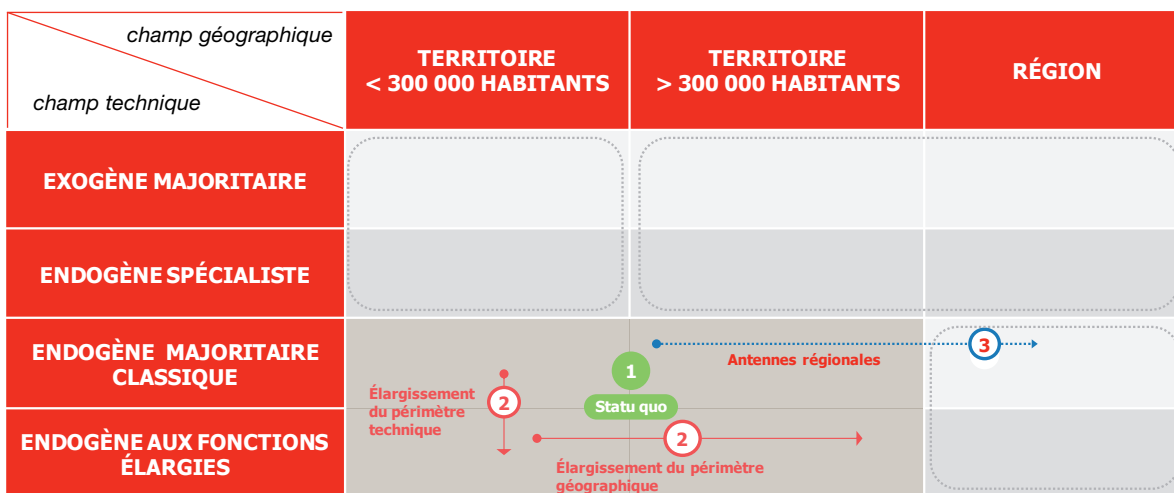 champ géographique
champ technique
TERRITOIRE
< 300 000 HABITANTS
TERRITOIRE
> 300 000 HABITANTS
RÉGION
EXOGÈNE MAJORITAIRE
ENDOGÈNE SPÉCIALISTE
ENDOGÈNE MAJORITAIRE
CLASSIQUE
3
Antennes régionales
1
Statu quo
Élargissement
du périmètre
technique
2
ENDOGÈNE AUX FONCTIONS
ÉLARGIES
2
Élargissement du périmètre
géographique